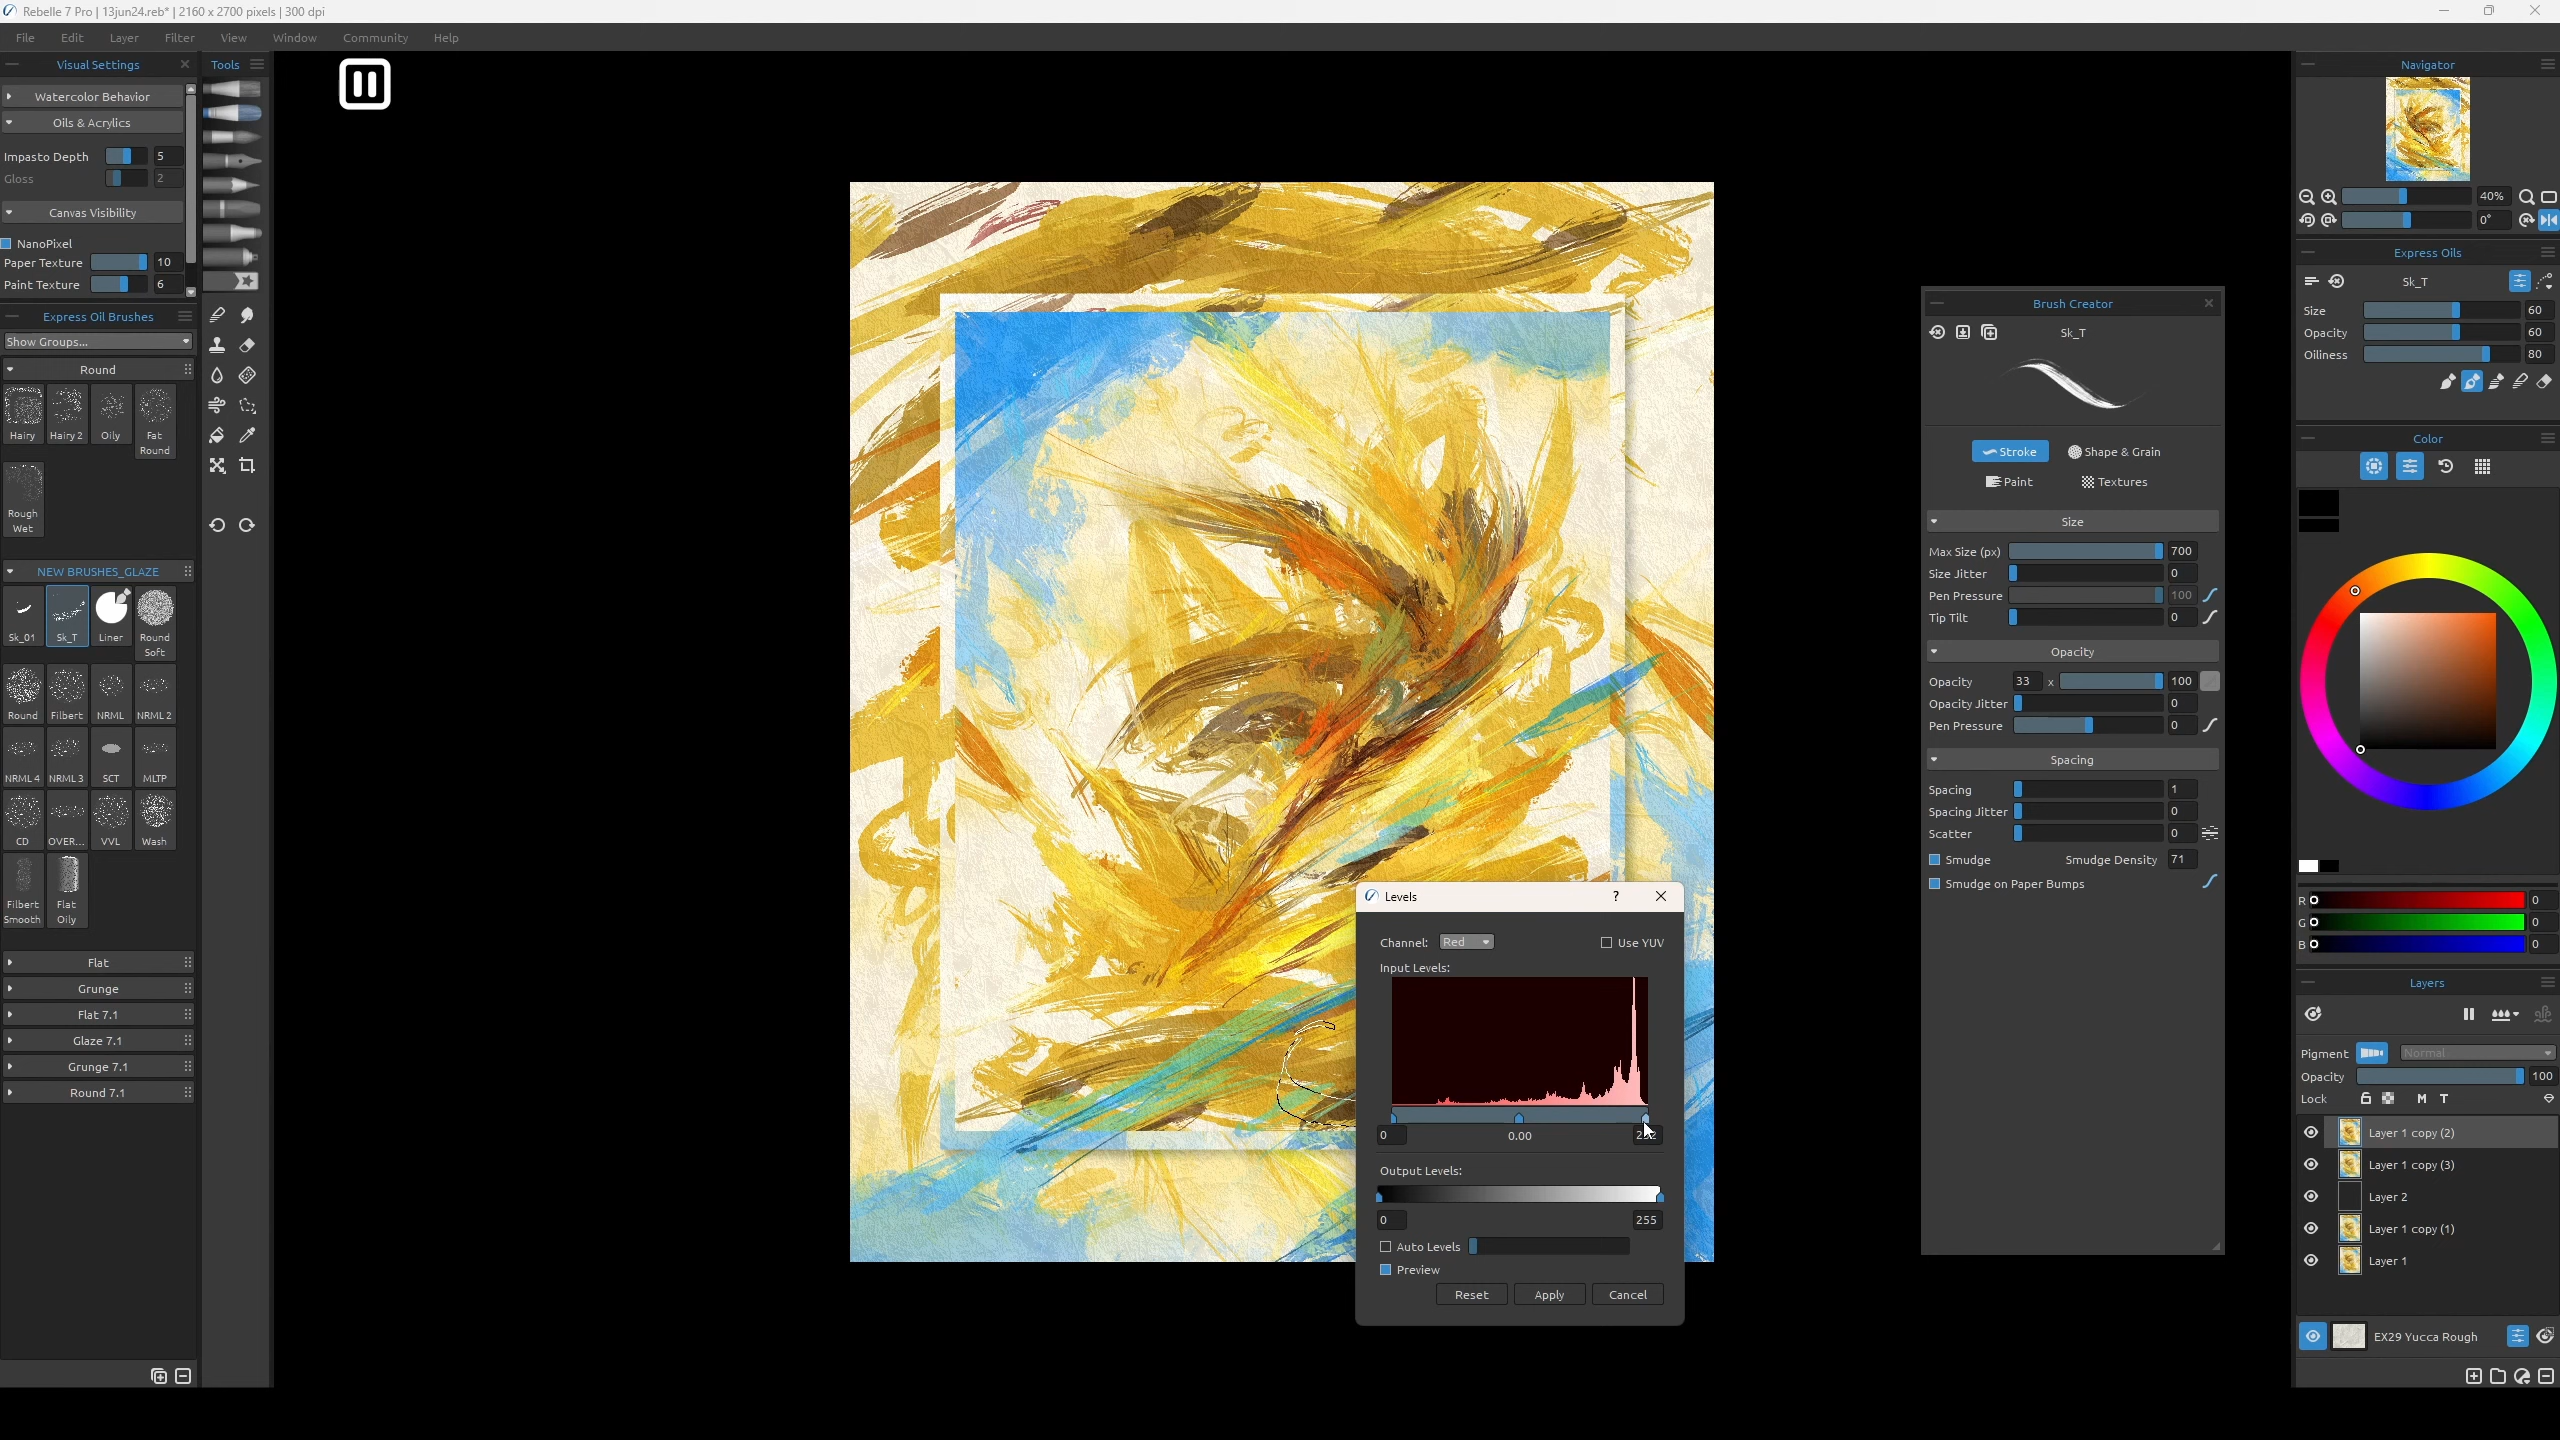 Rebelle 7 Pro | 13jun24.reb* | 2160 x 2700 pixels | 300 dpi
File Edit Layer Filter View Window Community Help
Visual Settings
Watercolor Behavior
Oils & Acrylics
Impasto Depth 5
Gloss 2
Canvas Visibility
NanoPixel
Paper Texture 10
Paint Texture 6
Express Oil Brushes
Show Groups...
Round
Hairy Hairy 2 Oily Fat Round
Rough Wet
NEW BRUSHES_GLAZE
Sk_01 Sk_T Liner Round Soft
Round Filbert NRML NRML 2
NRML 4 NRML 3 SCT MLTP
CD OVER... VVL Wash
Filbert Smooth Flat Oily
Flat
Grunge
Flat 7.1
Glaze 7.1
Grunge 7.1
Round 7.1
Tools
Levels ?
Channel: Red Use YUV
Input Levels:
0 0.00
Output Levels:
0 255
Auto Levels
Preview
Reset Apply Cancel
Brush Creator
Sk_T
Stroke Shape & Grain
Paint Textures
Size
Max Size (px) 700
Size Jitter 0
Pen Pressure 100
Tip Tilt 0
Opacity
Opacity 33 x 100
Opacity Jitter 0
Pen Pressure 0
Spacing
Spacing 1
Spacing Jitter 0
Scatter 0
Smudge Smudge Density 71
Smudge on Paper Bumps
Navigator
40%
0°
Express Oils
Sk_T
Size 60
Opacity 60
Oiliness 80
Color
R 0
G 0
B 0
Layers
Pigment Normal
Opacity 100
Lock M T
Layer 1 copy (2)
Layer 1 copy (3)
Layer 2
Layer 1 copy (1)
Layer 1
EX29 Yucca Rough